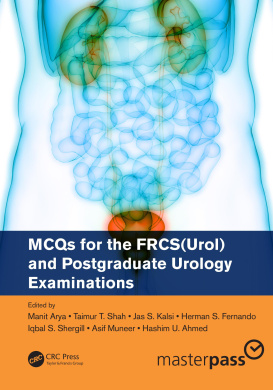 MCQs for the FRCS(Urol)
and Postgraduate Urology
Examinations
Edited by
Manit Arya • Taimur T. Shah • Jas S. Kalsi • Herman S. Fernando
Iqbal S. Shergill • Asif Muneer • Hashim U. Ahmed
CRC
CRC Press
Taylor & Francis Group
masterpass